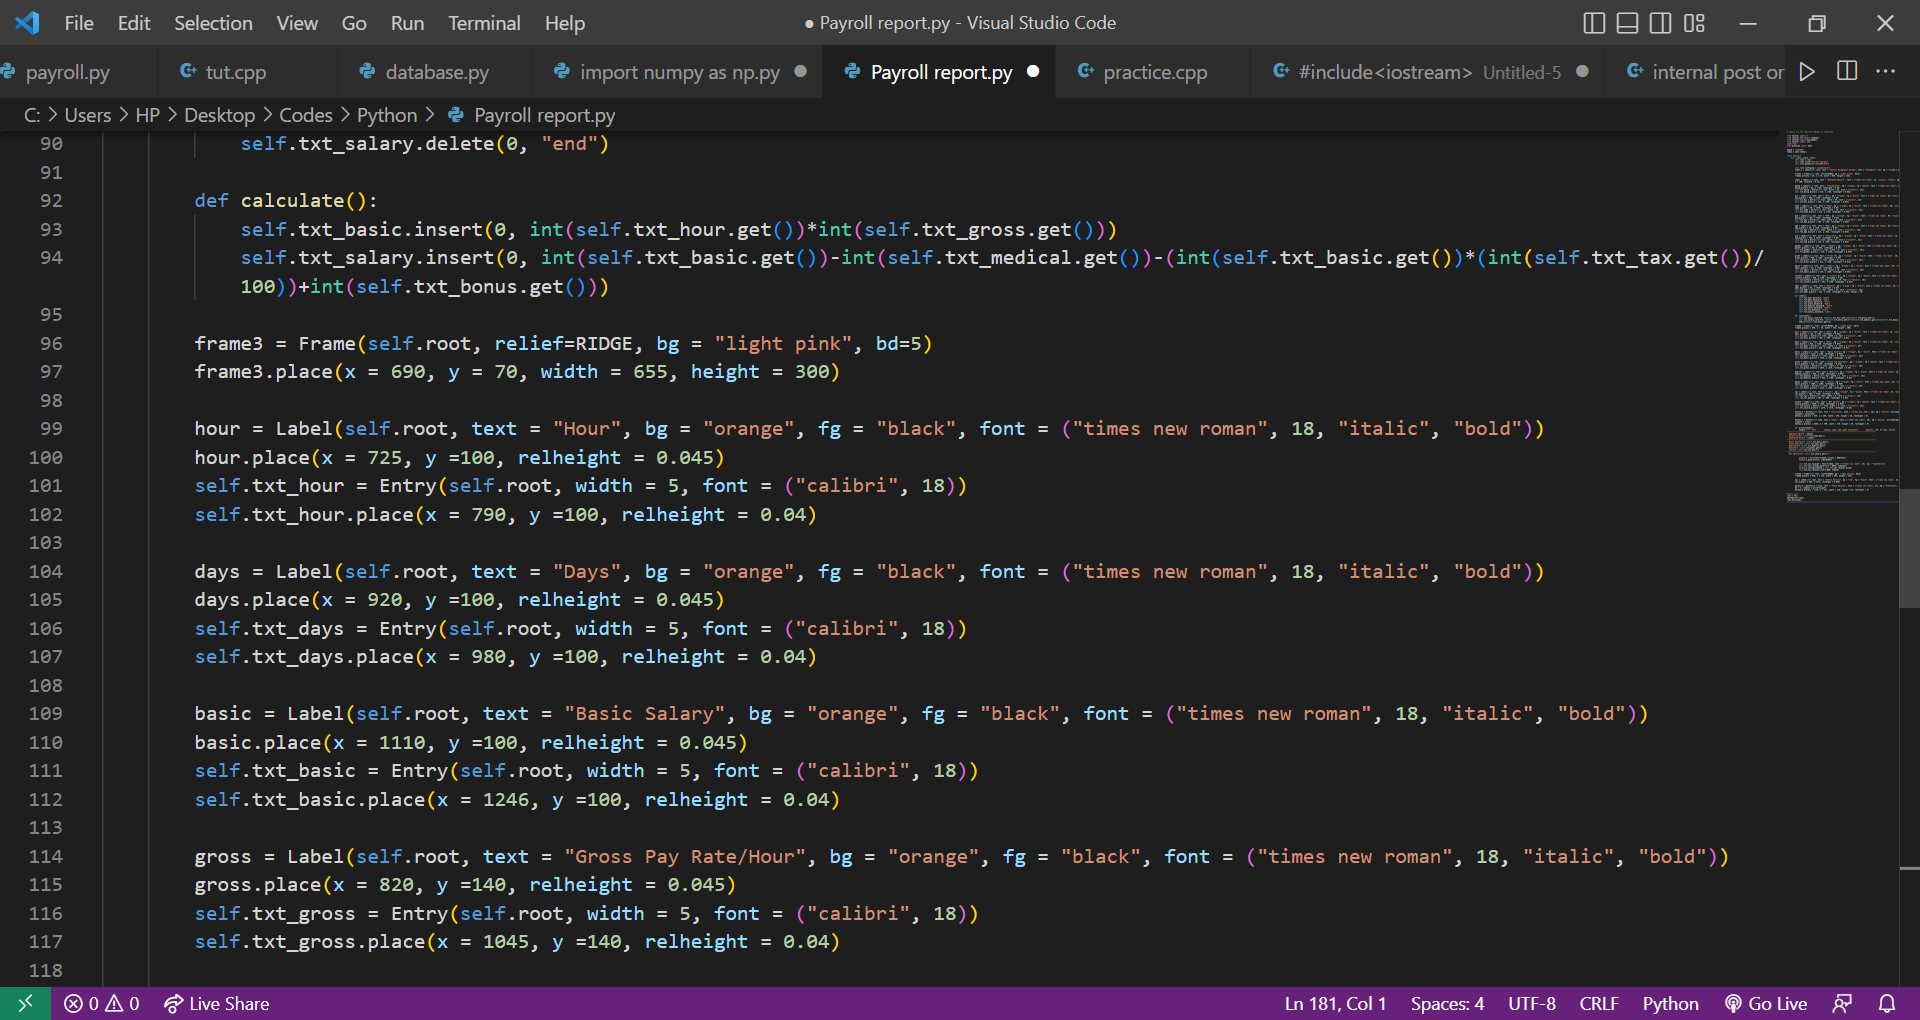 File Edit Selection View Go Run Terminal Help ● Payroll report.py - Visual Studio Code
payroll.py tut.cpp database.py import numpy as np.py Payroll report.py practice.cpp #include<iostream> Untitled-5 internal post or
C: > Users > HP > Desktop > Codes > Python > Payroll report.py
90 self.txt_salary.delete(0, "end")
91
92 def calculate():
93 self.txt_basic.insert(0, int(self.txt_hour.get())*int(self.txt_gross.get()))
94 self.txt_salary.insert(0, int(self.txt_basic.get())-int(self.txt_medical.get())-(int(self.txt_basic.get())*(int(self.txt_tax.get())/
100))+int(self.txt_bonus.get()))
95
96 frame3 = Frame(self.root, relief=RIDGE, bg = "light pink", bd=5)
97 frame3.place(x = 690, y = 70, width = 655, height = 300)
98
99 hour = Label(self.root, text = "Hour", bg = "orange", fg = "black", font = ("times new roman", 18, "italic", "bold"))
100 hour.place(x = 725, y =100, relheight = 0.045)
101 self.txt_hour = Entry(self.root, width = 5, font = ("calibri", 18))
102 self.txt_hour.place(x = 790, y =100, relheight = 0.04)
103
104 days = Label(self.root, text = "Days", bg = "orange", fg = "black", font = ("times new roman", 18, "italic", "bold"))
105 days.place(x = 920, y =100, relheight = 0.045)
106 self.txt_days = Entry(self.root, width = 5, font = ("calibri", 18))
107 self.txt_days.place(x = 980, y =100, relheight = 0.04)
108
109 basic = Label(self.root, text = "Basic Salary", bg = "orange", fg = "black", font = ("times new roman", 18, "italic", "bold"))
110 basic.place(x = 1110, y =100, relheight = 0.045)
111 self.txt_basic = Entry(self.root, width = 5, font = ("calibri", 18))
112 self.txt_basic.place(x = 1246, y =100, relheight = 0.04)
113
114 gross = Label(self.root, text = "Gross Pay Rate/Hour", bg = "orange", fg = "black", font = ("times new roman", 18, "italic", "bold"))
115 gross.place(x = 820, y =140, relheight = 0.045)
116 self.txt_gross = Entry(self.root, width = 5, font = ("calibri", 18))
117 self.txt_gross.place(x = 1045, y =140, relheight = 0.04)
118
0 0 Live Share Ln 181, Col 1 Spaces: 4 UTF-8 CRLF Python Go Live